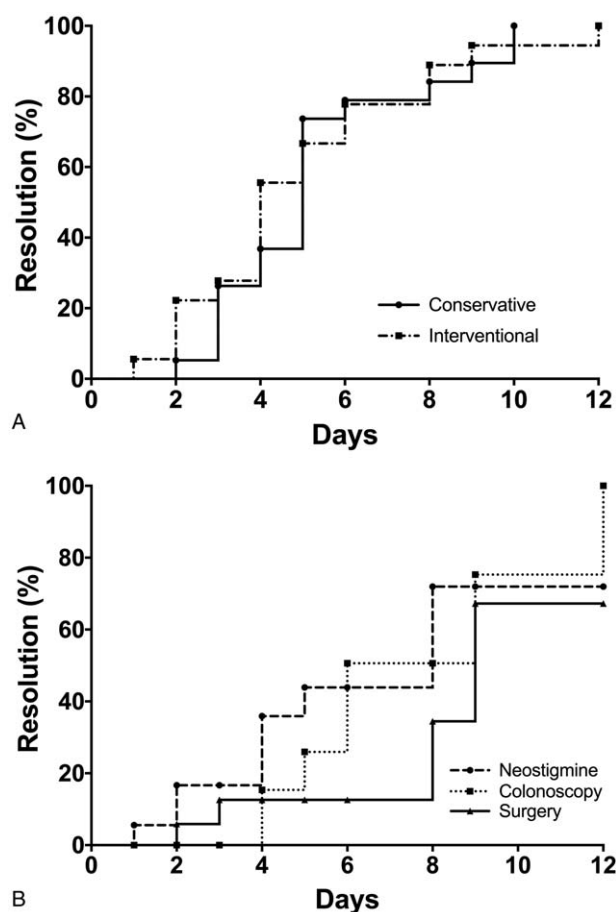 100
80
60
40
20
0
Resolution (%)
Conservative
Interventional
0 2 4 6 8 10 12
Days
A
100
80
60
40
20
0
Resolution (%)
Neostigmine
Colonoscopy
Surgery
0 2 4 6 8 10 12
Days
B